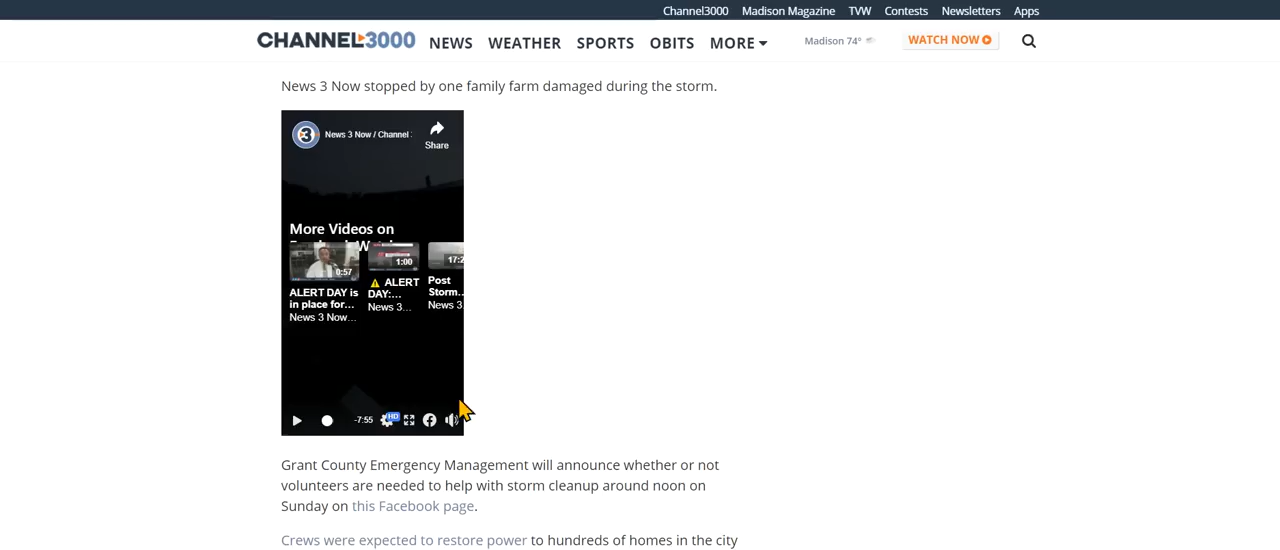 Channel3000 Madison Magazine TVW Contests Newsletters Apps
CHANNEL3000 NEWS WEATHER SPORTS OBITS MORE Madison 74° WATCH NOW
News 3 Now stopped by one family farm damaged during the storm.
3 News 3 Now / Channel
Share
More Videos on
0:57
1:00
17:2
ALERT DAY is
in place for...
News 3 Now...
ALERT
DAY:...
News 3...
Post
Storm...
News 3
-7:55 HD
Grant County Emergency Management will announce whether or not
volunteers are needed to help with storm cleanup around noon on
Sunday on this Facebook page.
Crews were expected to restore power to hundreds of homes in the city